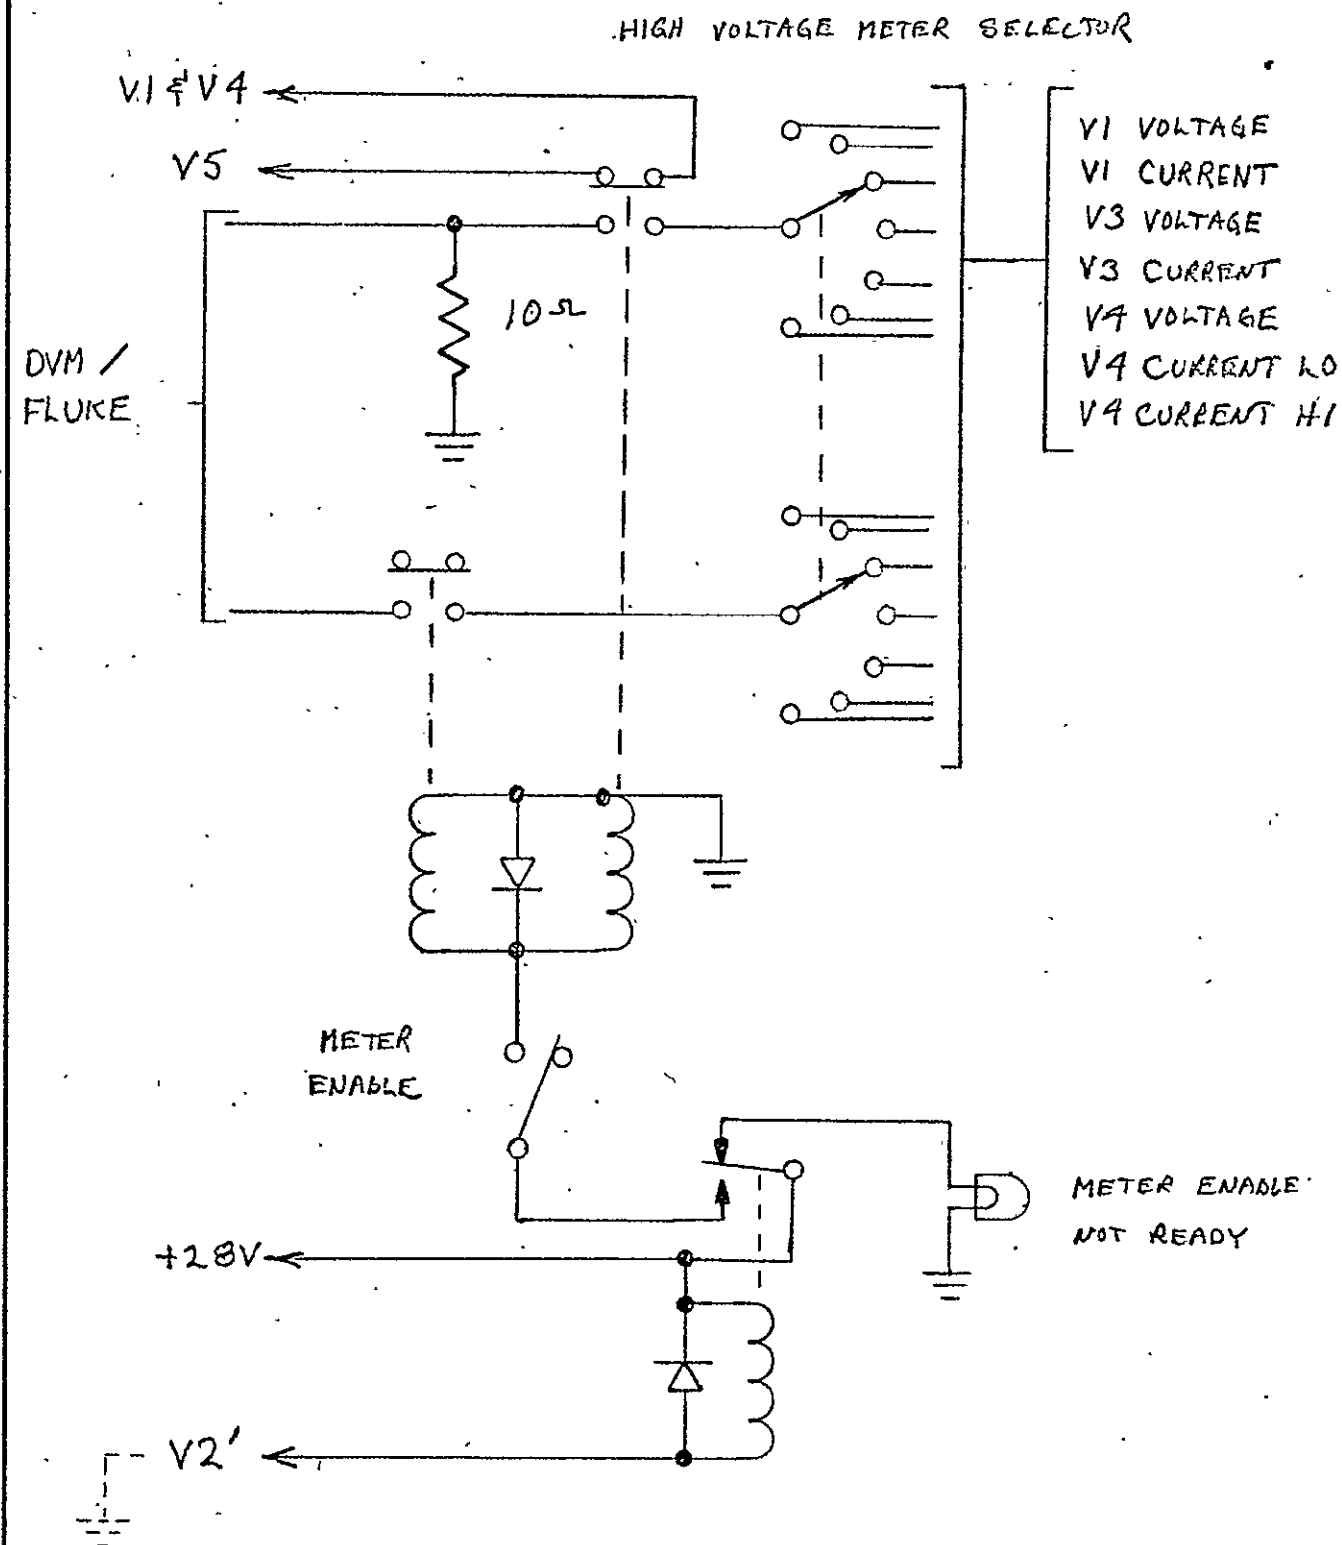 HIGH VOLTAGE METER SELECTOR
V1 & V4
V5
V1 VOLTAGE
V1 CURRENT
V3 VOLTAGE
V3 CURRENT
V4 VOLTAGE
V4 CURRENT LO
V4 CURRENT HI
10Ω
DVM /
FLUKE
METER
ENABLE
METER ENABLE
NOT READY
+28V
V2'